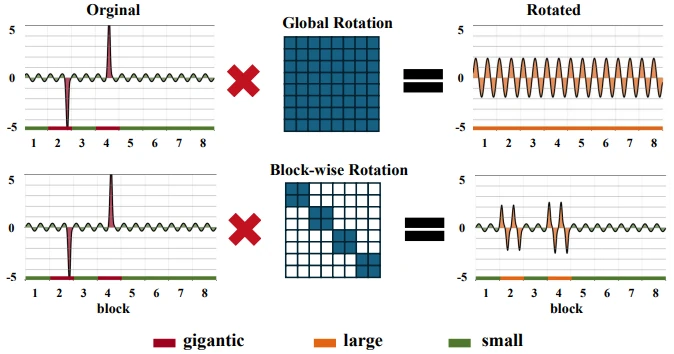 Orginal
Global Rotation
Rotated
5
0
-5
1 2 3 4 5 6 7 8
5
0
-5
1 2 3 4 5 6 7 8
Block-wise Rotation
5
0
-5
1 2 3 4 5 6 7 8
block
5
0
-5
1 2 3 4 5 6 7 8
block
gigantic
large
small